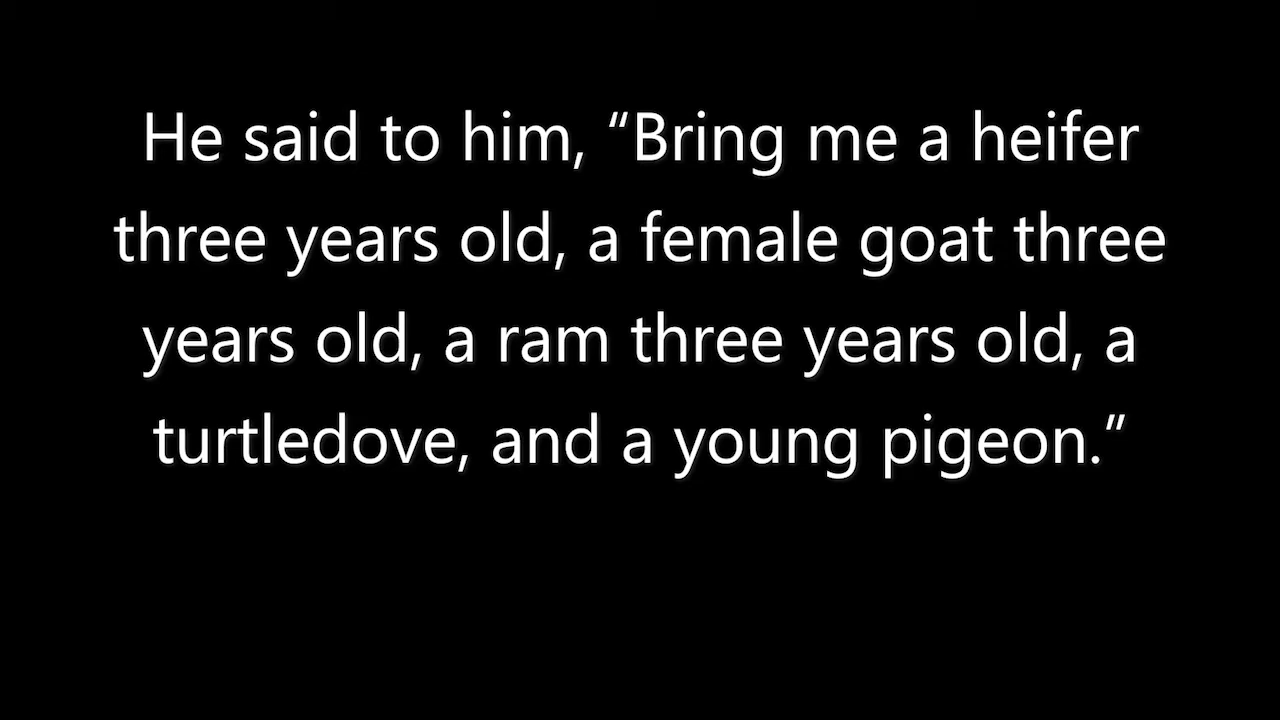 He said to him, “Bring me a heifer
three years old, a female goat three
years old, a ram three years old, a
turtledove, and a young pigeon.”